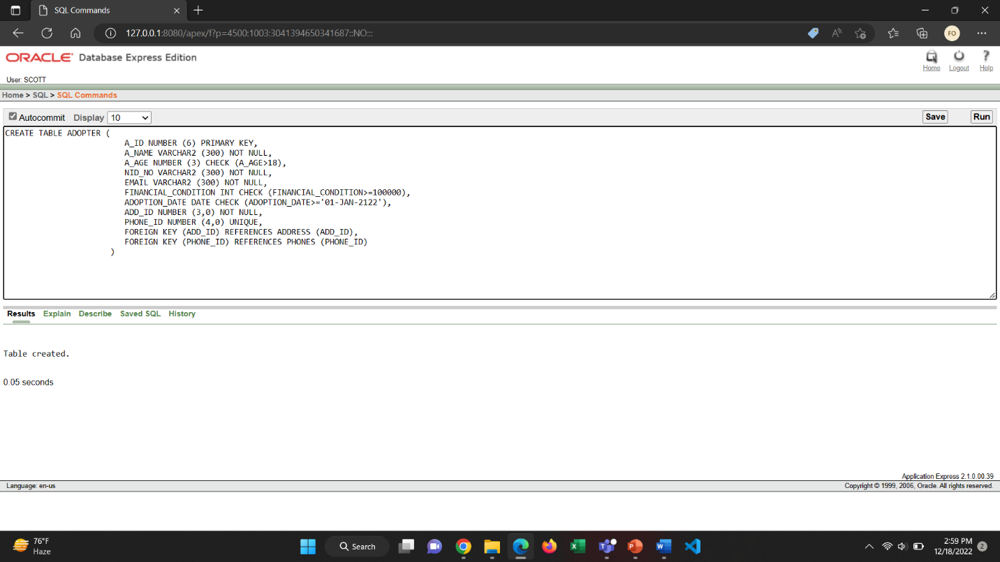 SQL Commands
127.0.0.1:8080/apex/f?p=4500:1003:3041394650341687::NO:::
FO
ORACLE Database Express Edition
Home Logout Help
User: SCOTT
Home > SQL > SQL Commands
Autocommit Display 10 Save Run
CREATE TABLE ADOPTER (
A_ID NUMBER (6) PRIMARY KEY,
A_NAME VARCHAR2 (300) NOT NULL,
A_AGE NUMBER (3) CHECK (A_AGE>18),
NID_NO VARCHAR2 (300) NOT NULL,
EMAIL VARCHAR2 (300) NOT NULL,
FINANCIAL_CONDITION INT CHECK (FINANCIAL_CONDITION>=100000),
ADOPTION_DATE DATE CHECK (ADOPTION_DATE>='01-JAN-2122'),
ADD_ID NUMBER (3,0) NOT NULL,
PHONE_ID NUMBER (4,0) UNIQUE,
FOREIGN KEY (ADD_ID) REFERENCES ADDRESS (ADD_ID),
FOREIGN KEY (PHONE_ID) REFERENCES PHONES (PHONE_ID)
)
Results Explain Describe Saved SQL History
Table created.
0.05 seconds
Application Express 2.1.0.00.39
Language: en-us Copyright © 1999, 2006, Oracle. All rights reserved.
76°F
Haze
Search
2:59 PM
12/18/2022
2